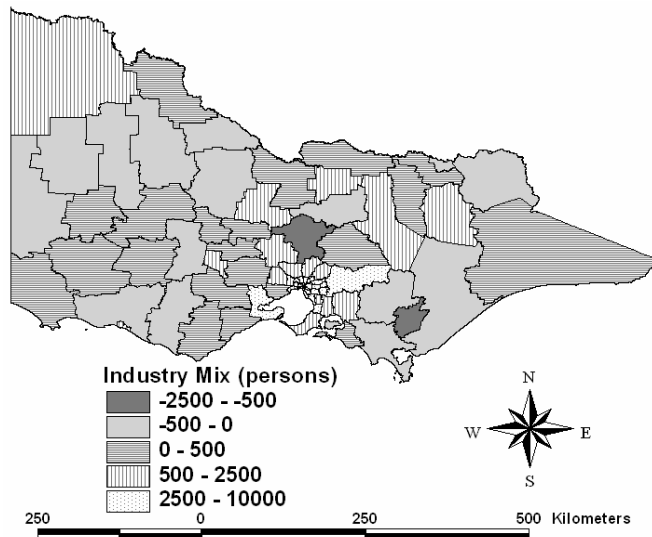 Industry Mix (persons)
-2500 - -500
-500 - 0
0 - 500
500 - 2500
2500 - 10000
N
W E
S
250 0 250 500 Kilometers